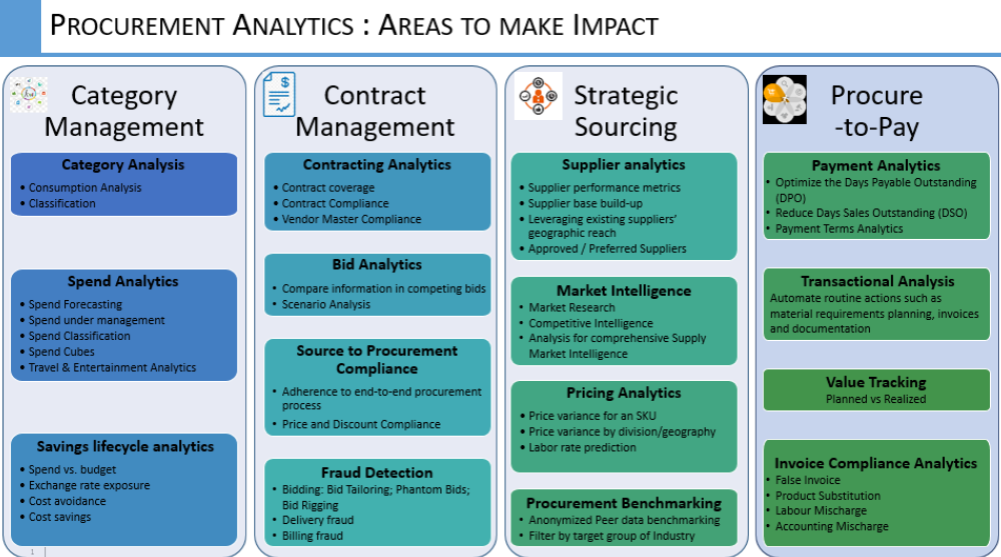 PROCUREMENT ANALYTICS : AREAS TO MAKE IMPACT
Category
Management
Category Analysis
• Consumption Analysis
• Classification
Spend Analytics
• Spend Forecasting
• Spend under management
• Spend Classification
• Spend Cubes
• Travel & Entertainment Analytics
Savings lifecycle analytics
• Spend vs. budget
• Exchange rate exposure
• Cost avoidance
• Cost savings
1
Contract
Management
Contracting Analytics
• Contract coverage
• Contract Compliance
• Vendor Master Compliance
Bid Analytics
• Compare information in competing bids
• Scenario Analysis
Source to Procurement
Compliance
• Adherence to end-to-end procurement
process
• Price and Discount Compliance
Fraud Detection
• Bidding: Bid Tailoring; Phantom Bids;
Bid Rigging
• Delivery fraud
• Billing fraud
Strategic
Sourcing
Supplier analytics
• Supplier performance metrics
• Supplier base build-up
• Leveraging existing suppliers’
geographic reach
• Approved / Preferred Suppliers
Market Intelligence
• Market Research
• Competitive Intelligence
• Analysis for comprehensive Supply
Market Intelligence
Pricing Analytics
• Price variance for an SKU
• Price variance by division/geography
• Labor rate prediction
Procurement Benchmarking
• Anonymized Peer data benchmarking
• Filter by target group of Industry
Procure
-to-Pay
Payment Analytics
• Optimize the Days Payable Outstanding
(DPO)
• Reduce Days Sales Outstanding (DSO)
• Payment Terms Analytics
Transactional Analysis
Automate routine actions such as
material requirements planning, invoices
and documentation
Value Tracking
Planned vs Realized
Invoice Compliance Analytics
• False Invoice
• Product Substitution
• Labour Mischarge
• Accounting Mischarge